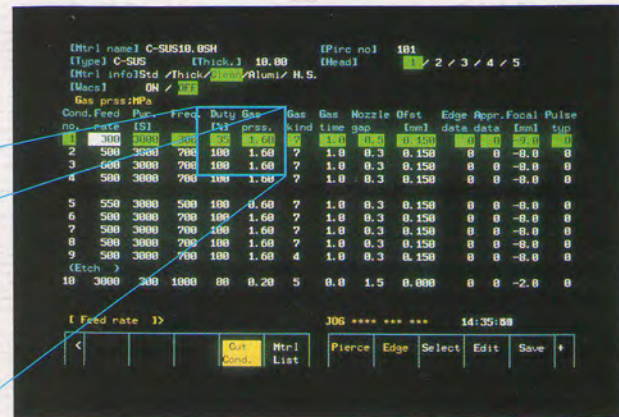 [Mtrl name] C-SUS10.0SH [Pirc no] 101
[Type] C-SUS [Thick.] 10.00 [Head] 1 / 2 / 3 / 4 / 5
[Mtrl info]Std /Thick/Clean/Alumi/ H.S.
[Wacs] ON / OFF
Gas prss:MPa
Cond.Feed Pwr. Freq. Duty Gas Gas Gas Nozzle Ofst Edge Appr.Focal Pulse
no. rate [S] [%] prss. kind time gap [mm] data data [mm] typ
1 300 3000 300 35 1.60 7 1.0 0.5 0.150 0 0 -9.0 0
2 500 3000 700 100 1.60 7 1.0 0.3 0.150 0 0 -8.0 0
3 600 3000 700 100 1.60 7 1.0 0.3 0.150 0 0 -8.0 0
4 500 3000 700 100 1.60 7 1.0 0.3 0.150 0 0 -8.0 0
5 550 3000 500 100 0.60 7 1.0 0.3 0.150 0 0 -8.0 0
6 500 3000 700 100 1.60 7 1.0 0.3 0.150 0 0 -8.0 0
7 500 3000 700 100 1.60 7 1.0 0.3 0.150 0 0 -8.0 0
8 500 3000 700 100 1.60 7 1.0 0.3 0.150 0 0 -8.0 0
9 500 3000 700 100 1.60 4 1.0 0.3 0.150 0 0 -8.0 0
(Etch )
10 3000 300 1000 80 0.20 5 0.0 1.5 0.000 0 0 -2.0 0
[ Feed rate ]> JOG **** *** *** 14:35:
< Cut Cond. Mtrl List Pierce Edge Select Edit Save +